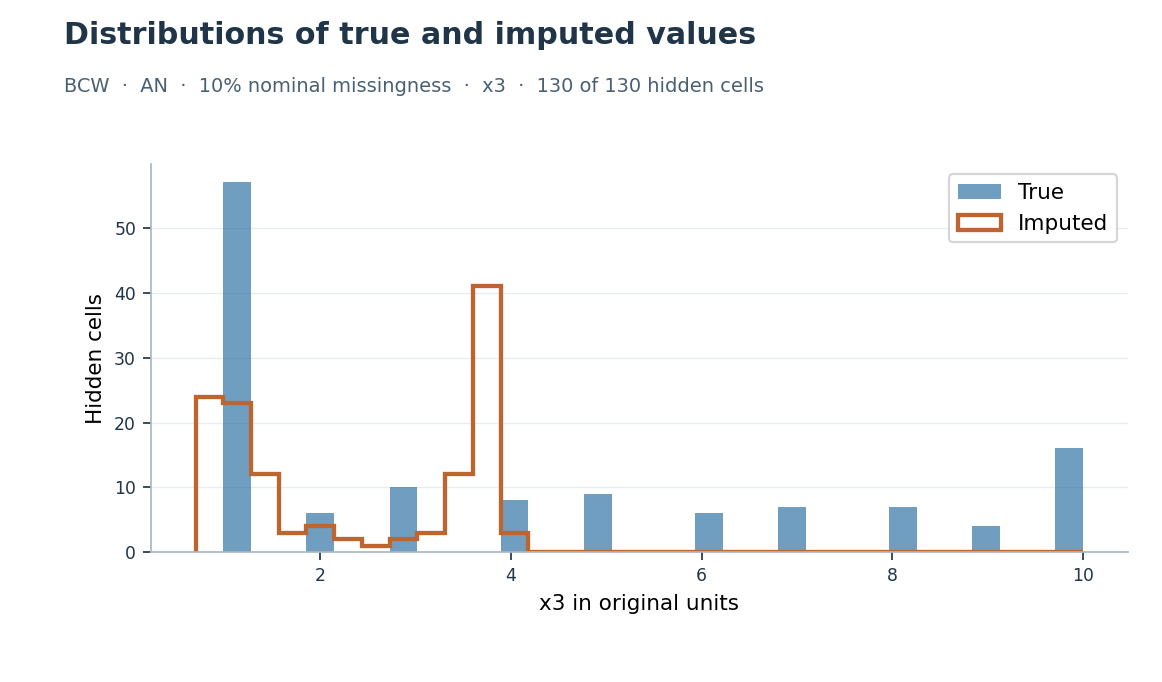 Distributions of true and imputed values
BCW · AN · 10% nominal missingness · x3 · 130 of 130 hidden cells
True
Imputed
Hidden cells
50
40
30
20
10
0
2 4 6 8 10
x3 in original units